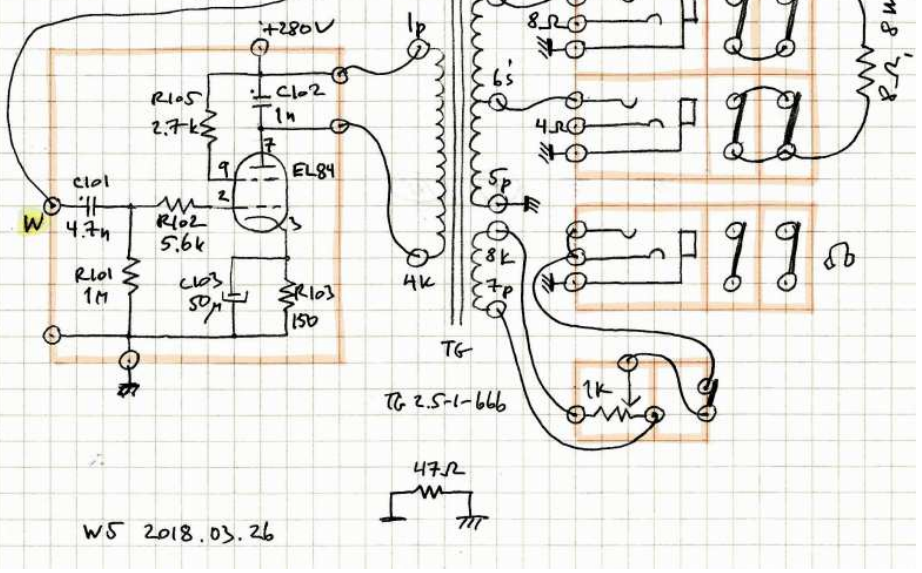 +280V
1p
8Ω
R105
2.7k
C102
1n
6s'
4Ω
7
9
EL84
2
3
C101
4.7n
W
R102
5.6k
5p
8k
7p
R101
1M
C103
50µ
R103
150
4k
TG
1k
TG 2.5-1-666
47Ω
W5 2018.03.26